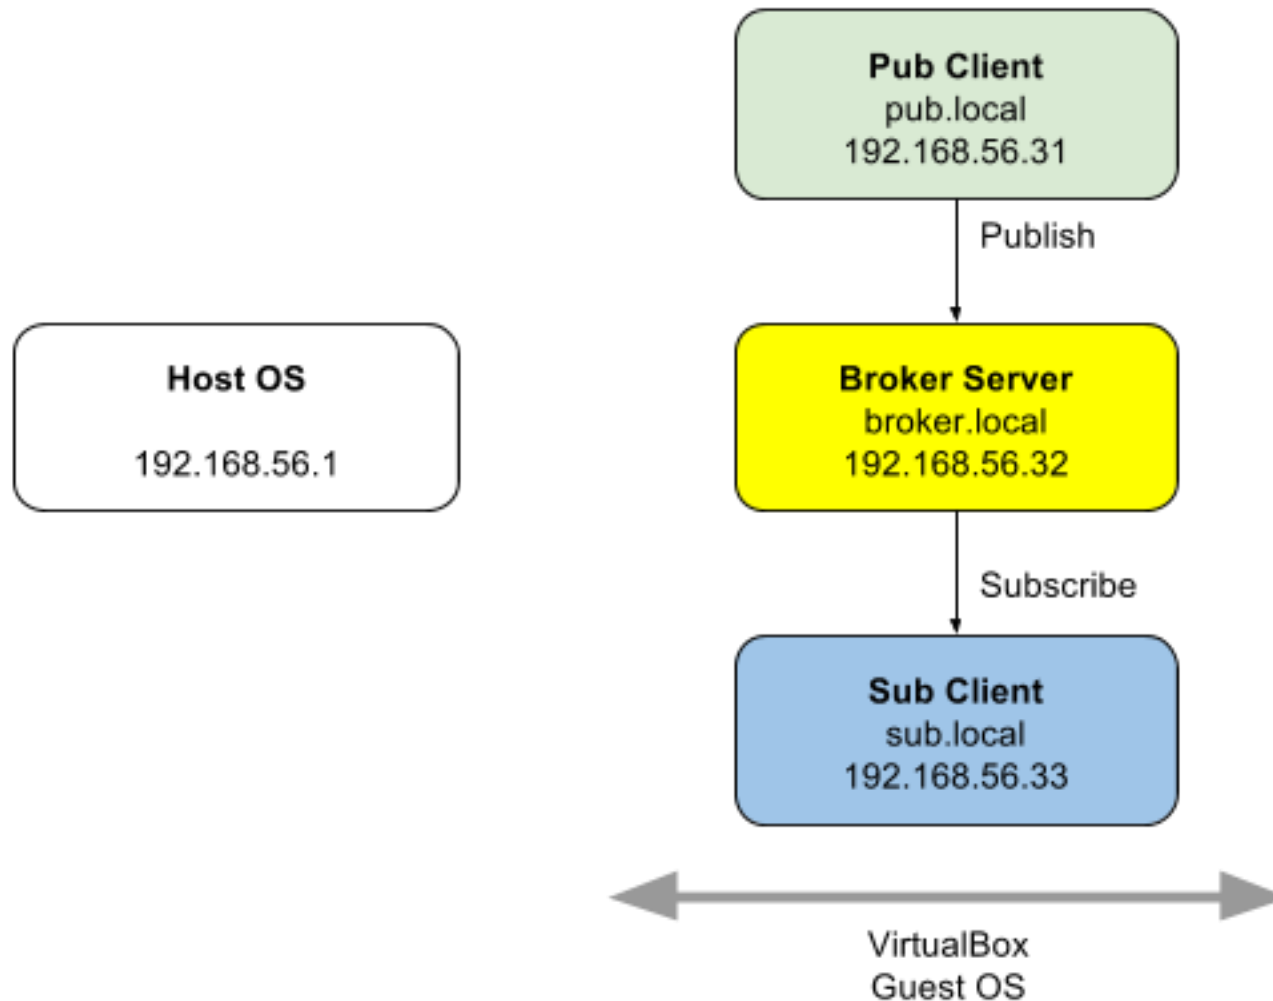 Pub Client
pub.local
192.168.56.31
Publish
Host OS
192.168.56.1
Broker Server
broker.local
192.168.56.32
Subscribe
Sub Client
sub.local
192.168.56.33
VirtualBox
Guest OS